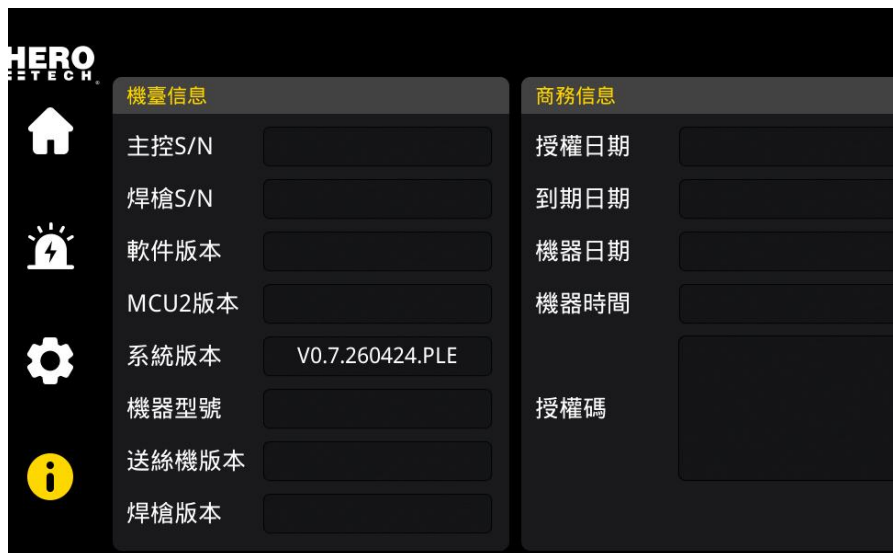 HERO
TECH
機臺信息
主控S/N
焊槍S/N
軟件版本
MCU2版本
系統版本 V0.7.260424.PLE
機器型號
送絲機版本
焊槍版本
商務信息
授權日期
到期日期
機器日期
機器時間
授權碼